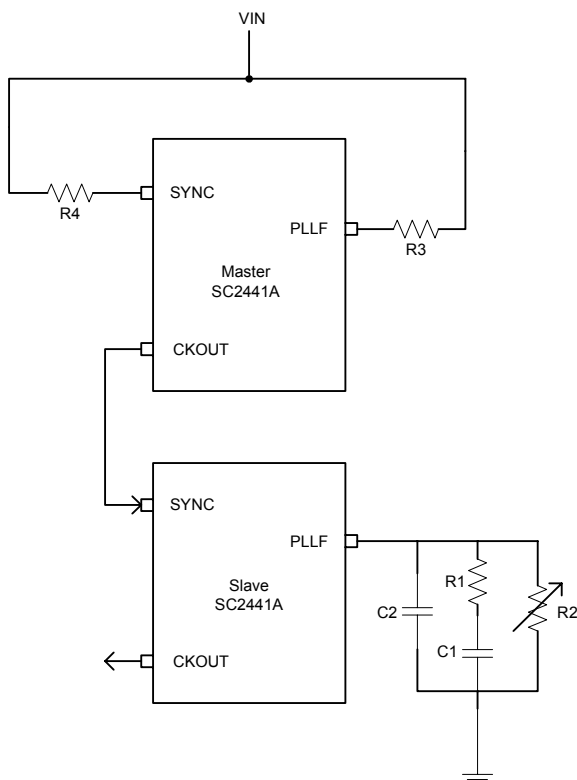 VIN
SYNC
R4
PLLF
R3
Master
SC2441A
CKOUT
SYNC
PLLF
R1
Slave
SC2441A
C2
R2
C1
CKOUT